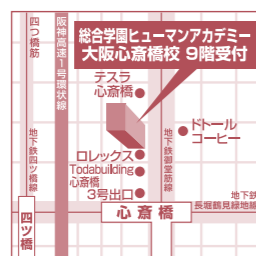 四つ橋筋
阪神高速1号環状線
総合学園ヒューマンアカデミー
大阪心斎橋校 9階受付
テスラ
心斎橋
地下鉄四ツ橋線
地下鉄御堂筋線
ドトール
コーヒー
ロレックス
Todabuilding
心斎橋
3号出口
地下鉄
長堀鶴見緑地線
四ツ橋
心斎橋